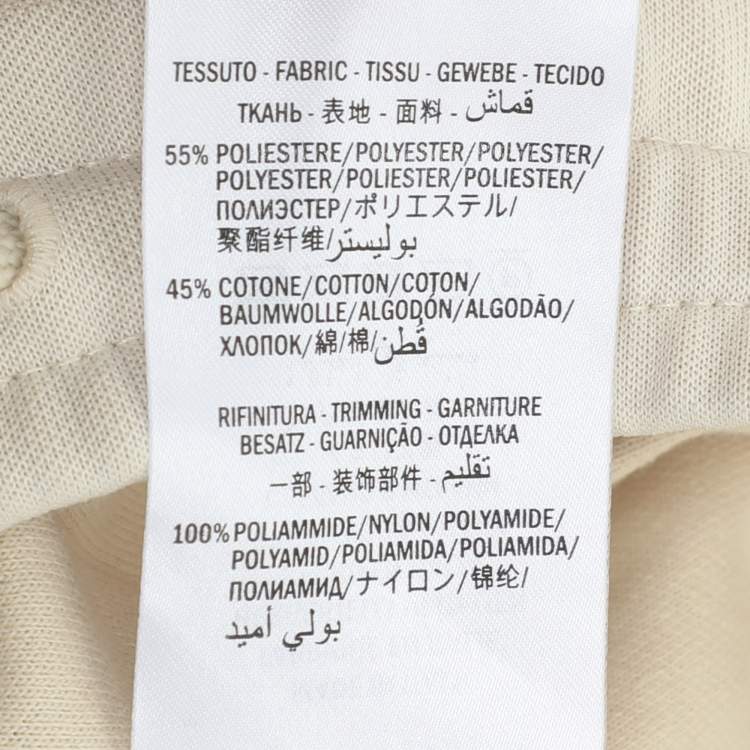 TESSUTO - FABRIC - TISSU - GEWEBE - TECIDO
ТКАНЬ - 表地 - 面料 - قماش
55% POLIESTERE/POLYESTER/POLYESTER/
POLYESTER/POLIESTER/POLIESTER/
ПОЛИЭСТЕР/ポリエステル/
聚酯纤维/بوليستر
45% COTONE/COTTON/COTON/
BAUMWOLLE/ALGODÓN/ALGODÃO/
ХЛОПОК/綿/棉/قُطن
RIFINITURA - TRIMMING - GARNITURE
BESATZ - GUARNIÇÃO - ОТДЕЛКА
一部 - 装饰部件 - تقليم
100% POLIAMMIDE/NYLON/POLYAMIDE/
POLYAMID/POLIAMIDA/POLIAMIDA/
ПОЛИАМИД/ナイロン/锦纶/
بولي أميد